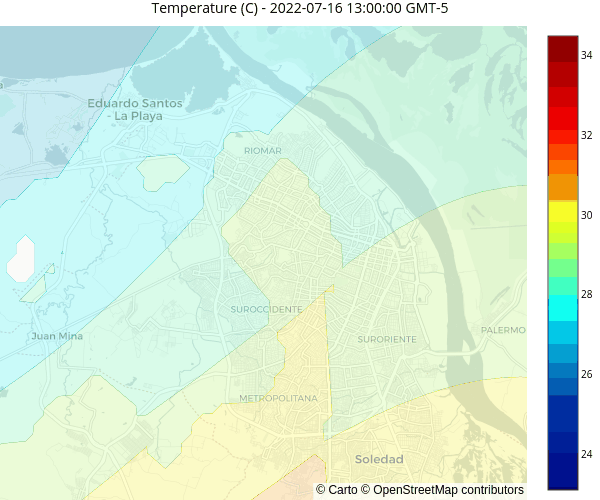 Temperature (C) - 2022-07-16 13:00:00 GMT-5
34
32
30
28
26
24
Eduardo Santos
- La Playa
RIOMAR
SUROCCIDENTE
Juan Mina
SURORIENTE
PALERMO
METROPOLITANA
Soledad
© Carto © OpenStreetMap contributors